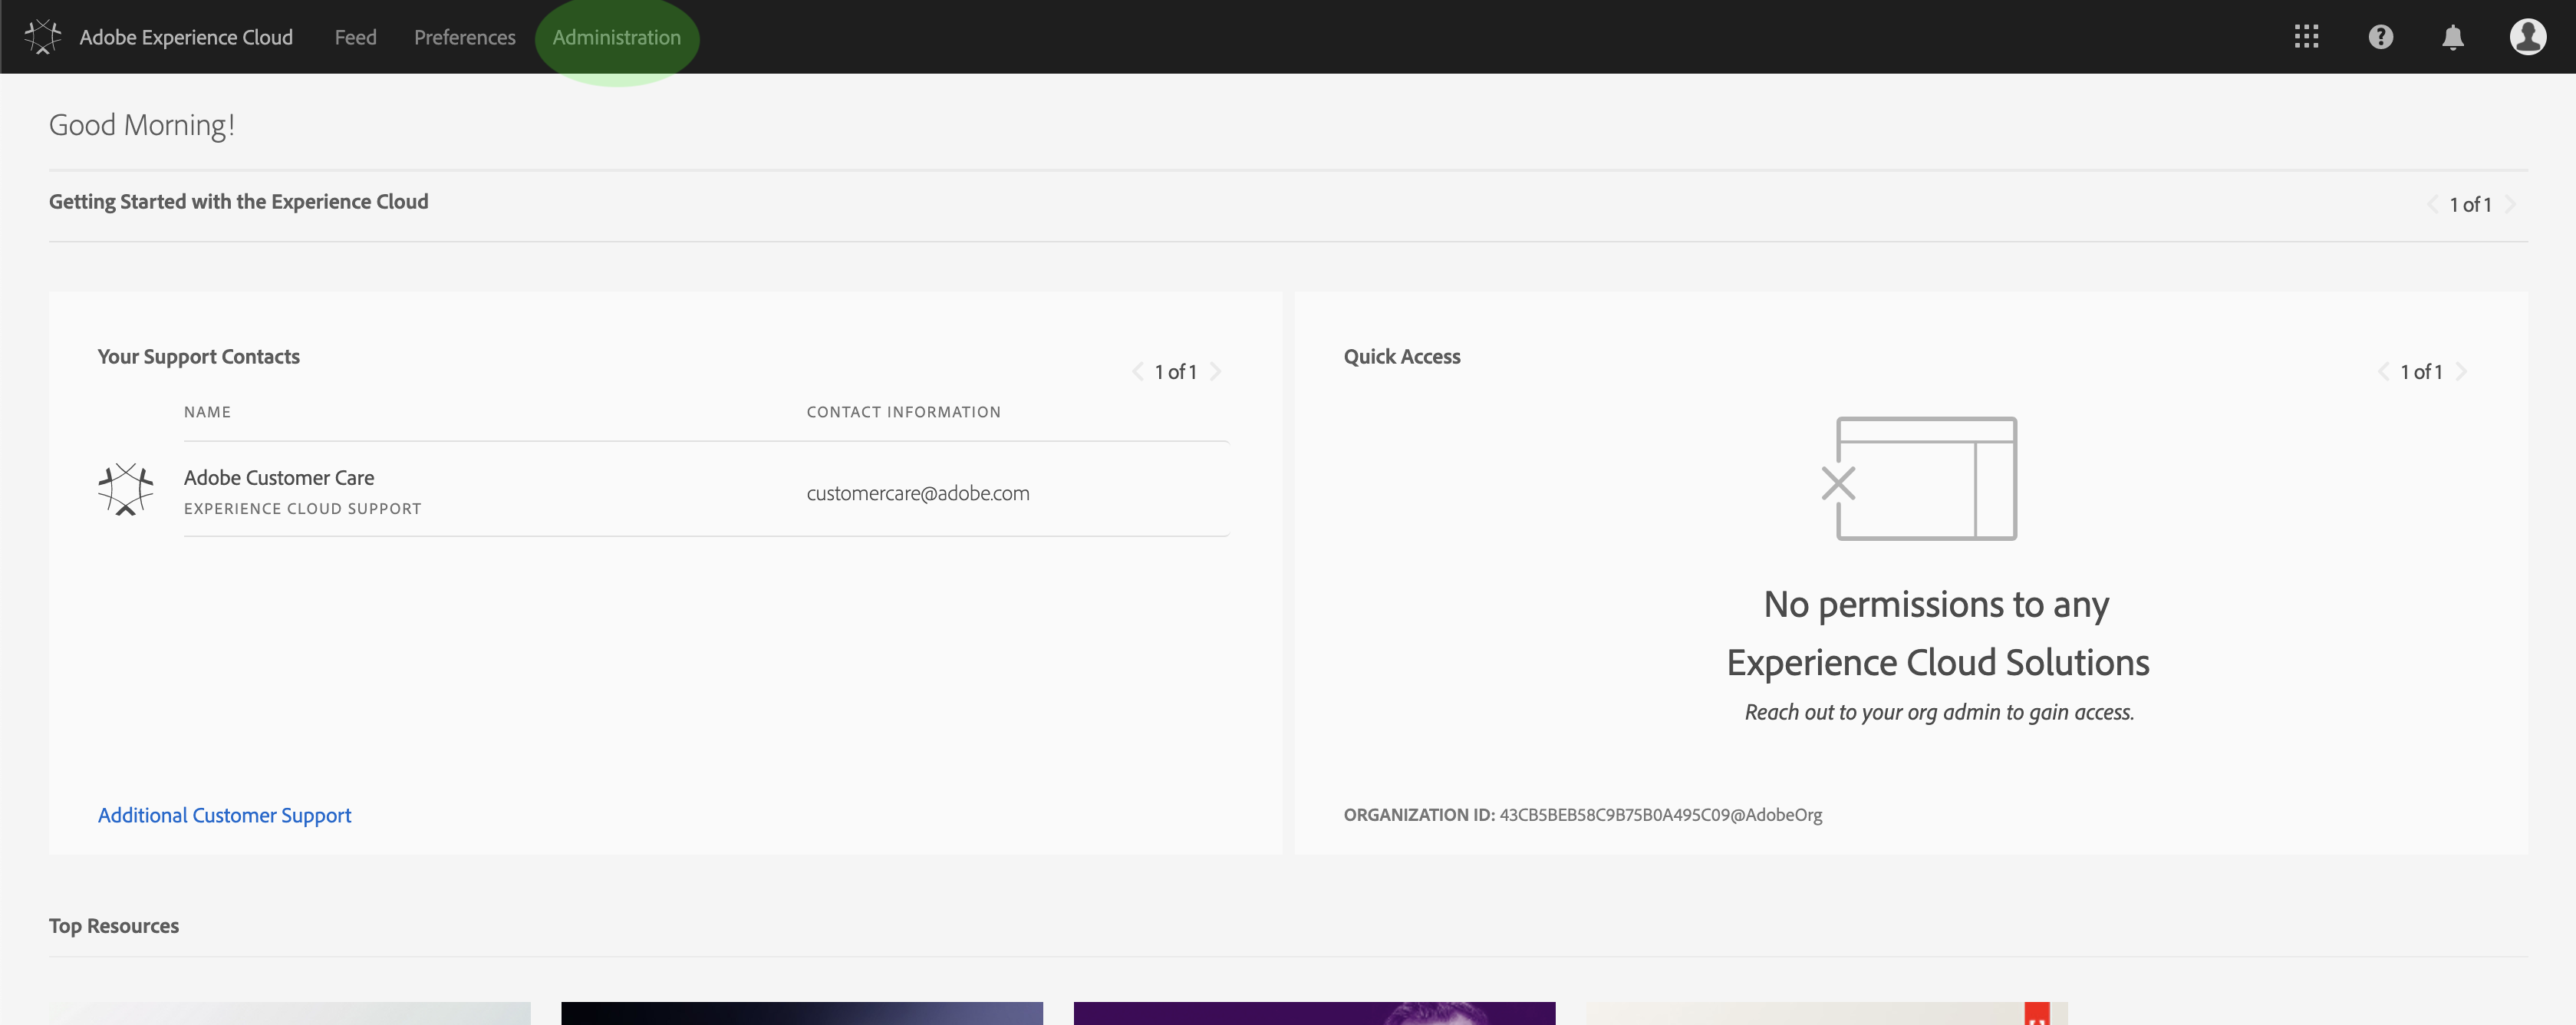 Adobe Experience Cloud Feed Preferences Administration
Good Morning!
Getting Started with the Experience Cloud
1 of 1
Your Support Contacts
1 of 1
NAME CONTACT INFORMATION
Adobe Customer Care
EXPERIENCE CLOUD SUPPORT
customercare@adobe.com
Additional Customer Support
Quick Access
1 of 1
No permissions to any
Experience Cloud Solutions
Reach out to your org admin to gain access.
ORGANIZATION ID: 43CB5BEB58C9B75B0A495C09@AdobeOrg
Top Resources